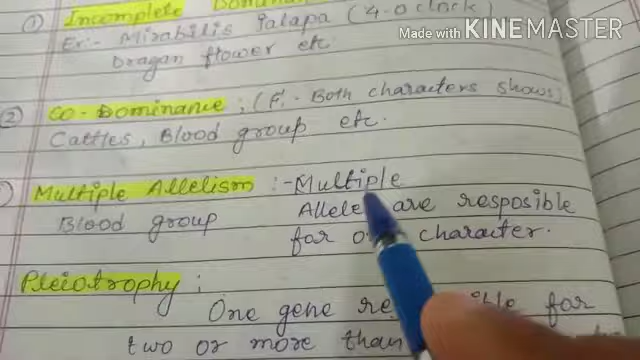 ① Incomplete
Made with KINEMASTER
Ex:- Mirabilis Jalapa (4-O clock)
Dragan flower etc.
② Co-Dominance ; (F₁- Both characters shows)
Cattles, Blood group etc.
Multiple Allelism :- Multiple
Blood group Allele are resposible
for character.
Pleiotrophy :
One gene for
two or more than